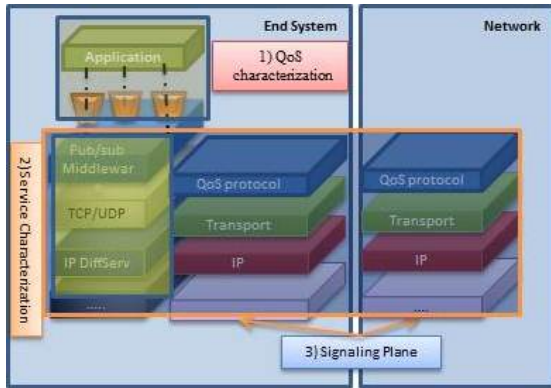 End System
Network
Application
1) QoS
characterization
2)Service Characterization
Pub/sub
Middlewar
TCP/UDP
IP DiffServ
.....
QoS protocol
Transport
IP
QoS protocol
Transport
IP
....
3) Signaling Plane